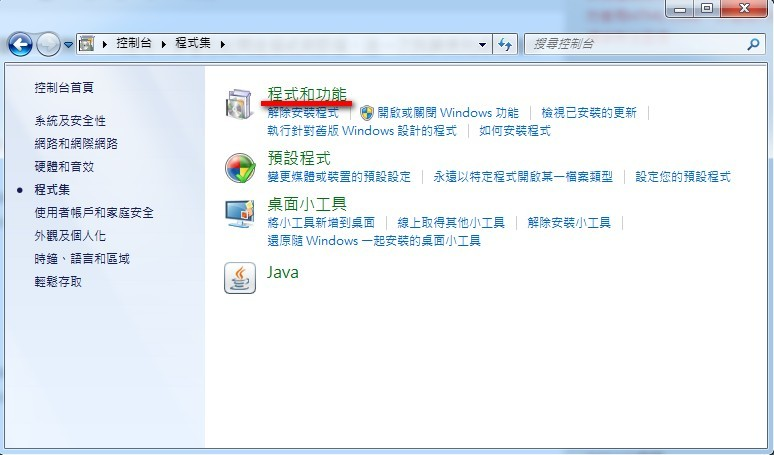 控制台 程式集
搜尋控制台
控制台首頁
系統及安全性
網路和網際網路
硬體和音效
程式集
使用者帳戶和家庭安全
外觀及個人化
時鐘、語言和區域
輕鬆存取
程式和功能
解除安裝程式 開啟或關閉 Windows 功能 檢視已安裝的更新
執行針對舊版 Windows 設計的程式 如何安裝程式
預設程式
變更媒體或裝置的預設設定 永遠以特定程式開啟某一檔案類型 設定您的預設程式
桌面小工具
將小工具新增到桌面 線上取得其他小工具 解除安裝小工具
還原隨 Windows 一起安裝的桌面小工具
Java